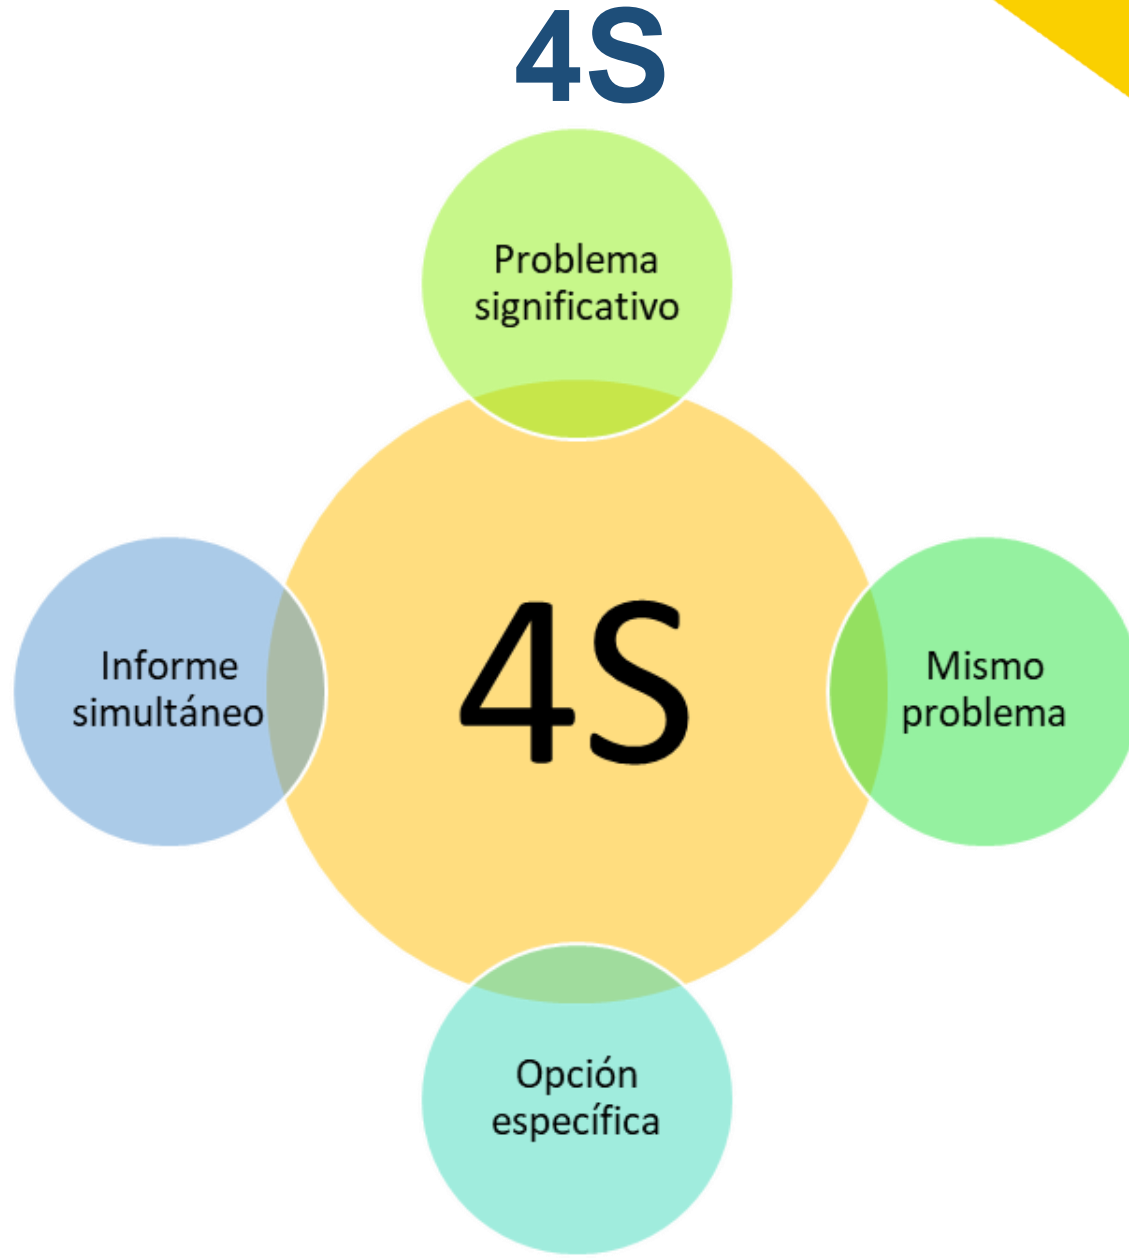 4S
Problema
significativo
Informe
simultáneo
4S
Mismo
problema
Opción
específica